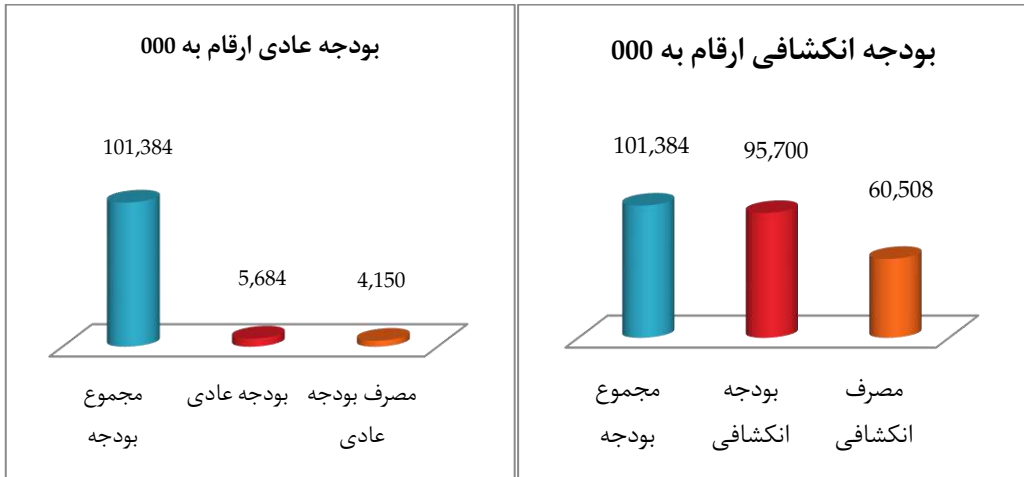 بودجه انکشافی ارقام به 000
101,384
95,700
60,508
مجموع بودجه
بودجه انکشافی
مصرف انکشافی
بودجه عادی ارقام به 000
101,384
5,684
4,150
مجموع بودجه
بودجه عادی
مصرف بودجه عادی